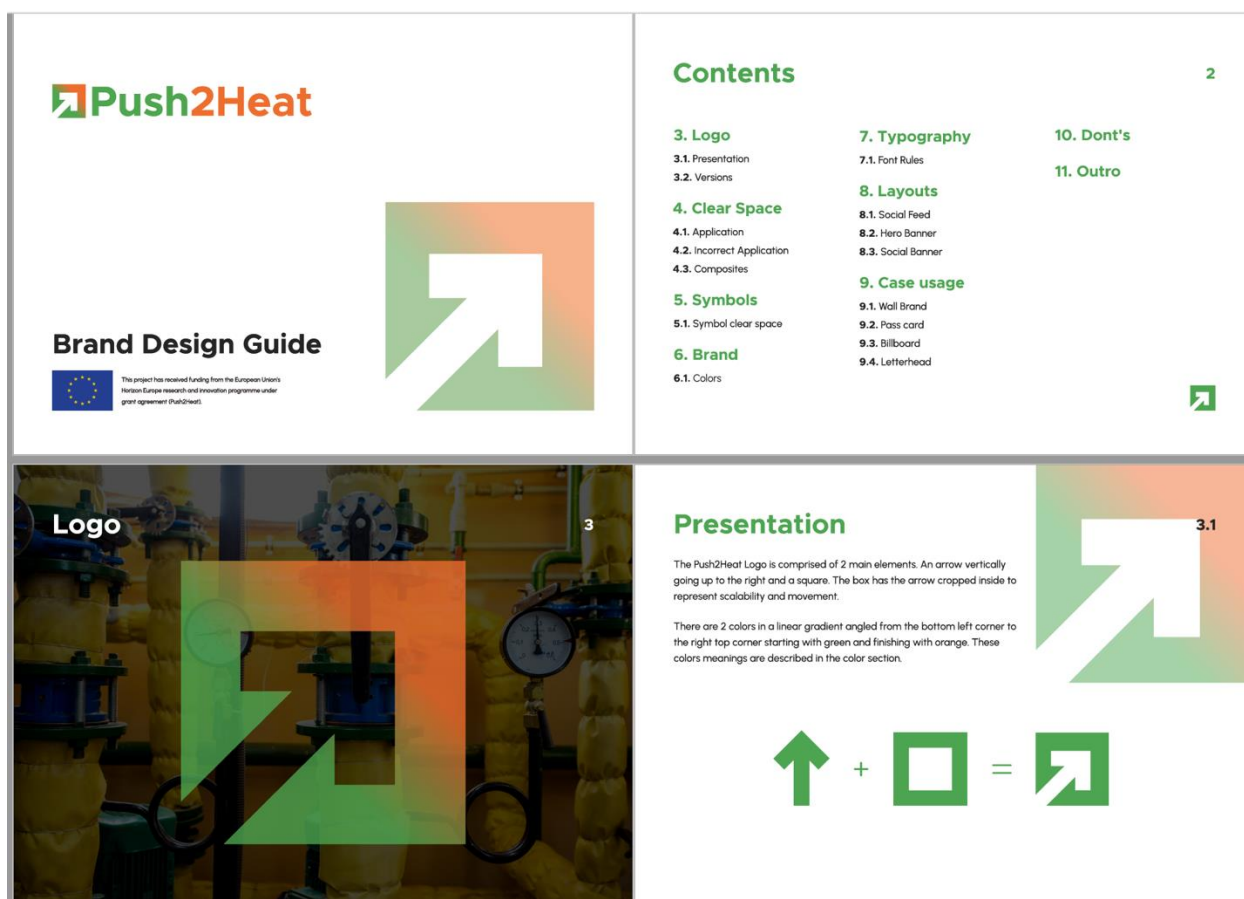 Push2Heat
Brand Design Guide
This project has received funding from the European Union's
Horizon Europe research and innovation programme under
grant agreement (Push2Heat).
Contents
2
3. Logo
3.1. Presentation
3.2. Versions
4. Clear Space
4.1. Application
4.2. Incorrect Application
4.3. Composites
5. Symbols
5.1. Symbol clear space
6. Brand
6.1. Colors
7. Typography
7.1. Font Rules
8. Layouts
8.1. Social Feed
8.2. Hero Banner
8.3. Social Banner
9. Case usage
9.1. Wall Brand
9.2. Pass card
9.3. Billboard
9.4. Letterhead
10. Dont's
11. Outro
Logo
3
Presentation
3.1
The Push2Heat Logo is comprised of 2 main elements. An arrow vertically
going up to the right and a square. The box has the arrow cropped inside to
represent scalability and movement.
There are 2 colors in a linear gradient angled from the bottom left corner to
the right top corner starting with green and finishing with orange. These
colors meanings are described in the color section.
+ =